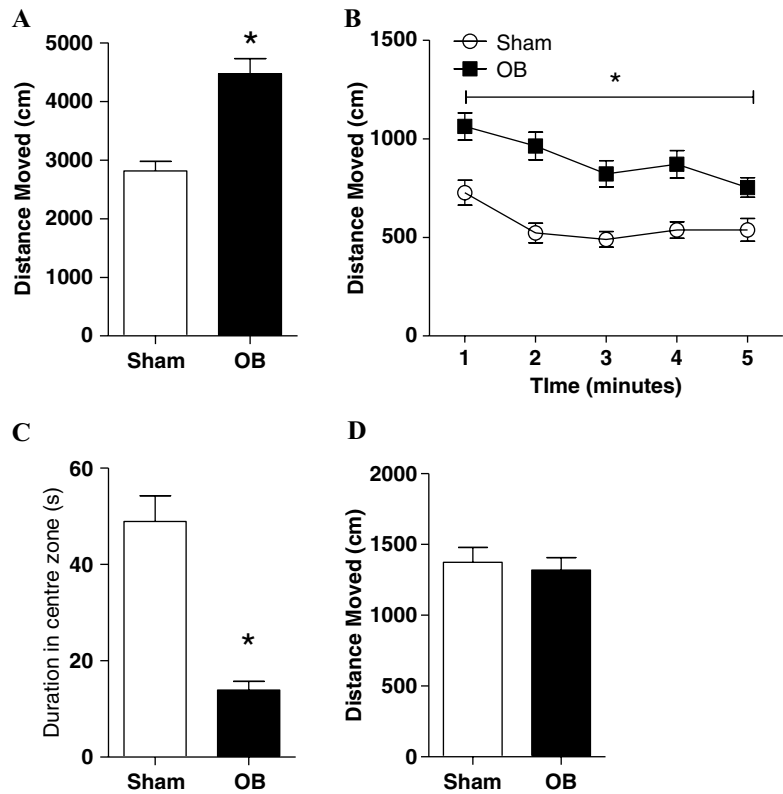 A
Distance Moved (cm)
5000
4000
3000
2000
1000
0
*
Sham OB
B
Distance Moved (cm)
1500
1000
500
0
Sham
OB
*
1 2 3 4 5
TIme (minutes)
C
Duration in centre zone (s)
60
40
20
0
*
Sham OB
D
Distance Moved (cm)
2000
1500
1000
500
0
Sham OB